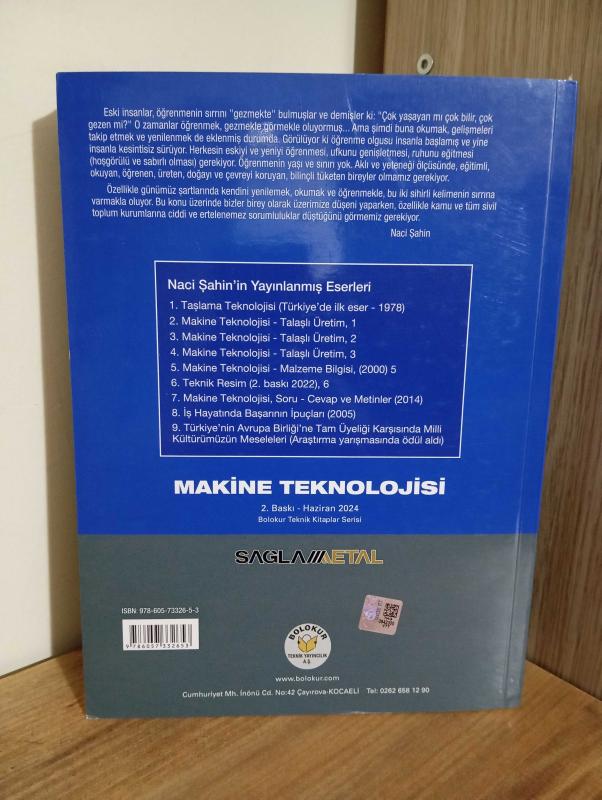 Eski insanlar, öğrenmenin sırrını "gezmekte" bulmuşlar ve demişler ki: "Çok yaşayan mı çok bilir, çok
gezen mi?" O zamanlar öğrenmek, gezmekle görmekle oluyormuş... Ama şimdi buna okumak, gelişmeleri
takip etmek ve yenilenmek de eklenmiş durumda. Görülüyor ki öğrenme olgusu insanla başlamış ve yine
insanla kesintisiz sürüyor. Herkesin eskiyi ve yeniyi öğrenmesi, ufkunu genişletmesi, ruhunu eğitmesi
(hoşgörülü ve sabırlı olması) gerekiyor. Öğrenmenin yaşı ve sınırı yok. Aklı ve yeteneği ölçüsünde, eğitimli,
okuyan, öğrenen, üreten, doğayı ve çevreyi koruyan, bilinçli tüketen bireyler olmamız gerekiyor.
Özellikle günümüz şartlarında kendini yenilemek, okumak ve öğrenmekle, bu iki sihirli kelimenin sırrına
varmakla oluyor. Bu konu üzerinde bizler birey olarak üzerimize düşeni yaparken, özellikle kamu ve tüm sivil
toplum kurumlarına ciddi ve ertelenemez sorumluluklar düştüğünü görmemiz gerekiyor.
Naci Şahin
Naci Şahin'in Yayınlanmış Eserleri
1. Taşlama Teknolojisi (Türkiye'de ilk eser - 1978)
2. Makine Teknolojisi - Talaşlı Üretim, 1
3. Makine Teknolojisi - Talaşlı Üretim, 2
4. Makine Teknolojisi - Talaşlı Üretim, 3
5. Makine Teknolojisi - Malzeme Bilgisi, (2000) 5
6. Teknik Resim (2. baskı 2022), 6
7. Makine Teknolojisi, Soru - Cevap ve Metinler (2014)
8. İş Hayatında Başarının İpuçları (2005)
9. Türkiye'nin Avrupa Birliği'ne Tam Üyeliği Karşısında Milli
Kültürümüzün Meseleleri (Araştırma yarışmasında ödül aldı)
MAKİNE TEKNOLOJİSİ
2. Baskı - Haziran 2024
Bolokur Teknik Kitaplar Serisi
SAGLAM METAL
ISBN: 978-605-73326-5-3
9 786057 332653
BOLOKUR
TEKNİK YAYINCILIK
A.Ş.
www.bolokur.com
Cumhuriyet Mh. İnönü Cd. No:42 Çayırova-KOCAELİ Tel: 0262 658 12 90